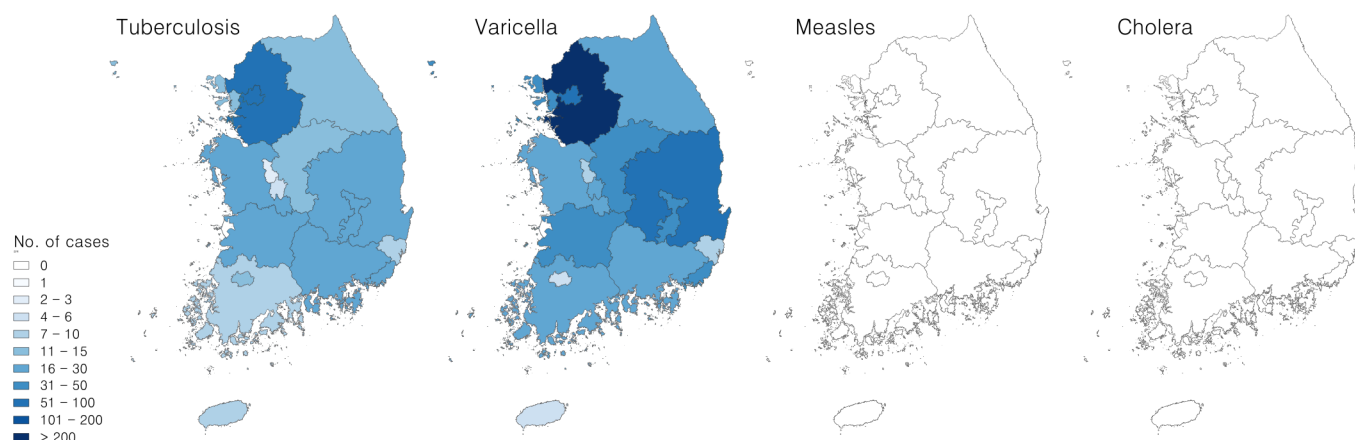 Tuberculosis
Varicella
Measles
Cholera
No. of cases
0
1
2 – 3
4 – 6
7 – 10
11 – 15
16 – 30
31 – 50
51 – 100
101 – 200
> 200